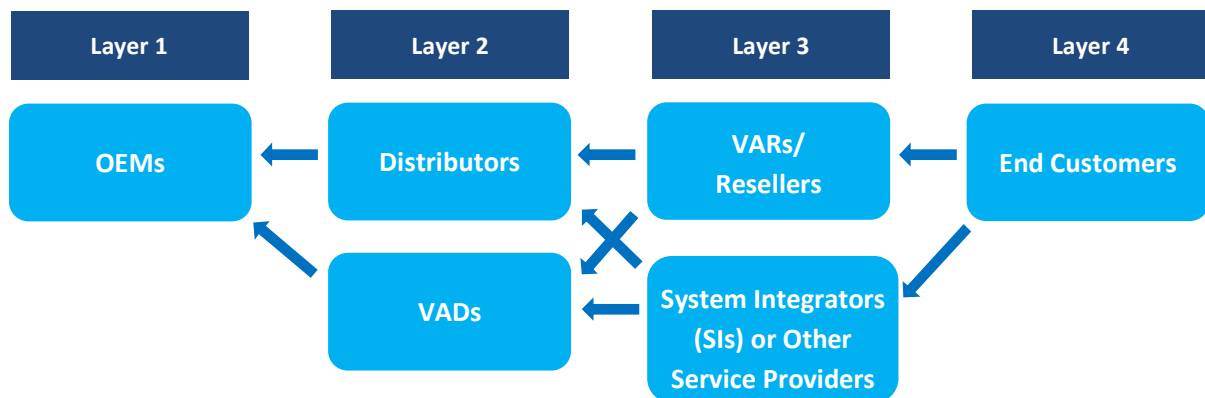 Layer 1
Layer 2
Layer 3
Layer 4
OEMs
Distributors
VARs/
Resellers
End Customers
VADs
System Integrators
(SIs) or Other
Service Providers